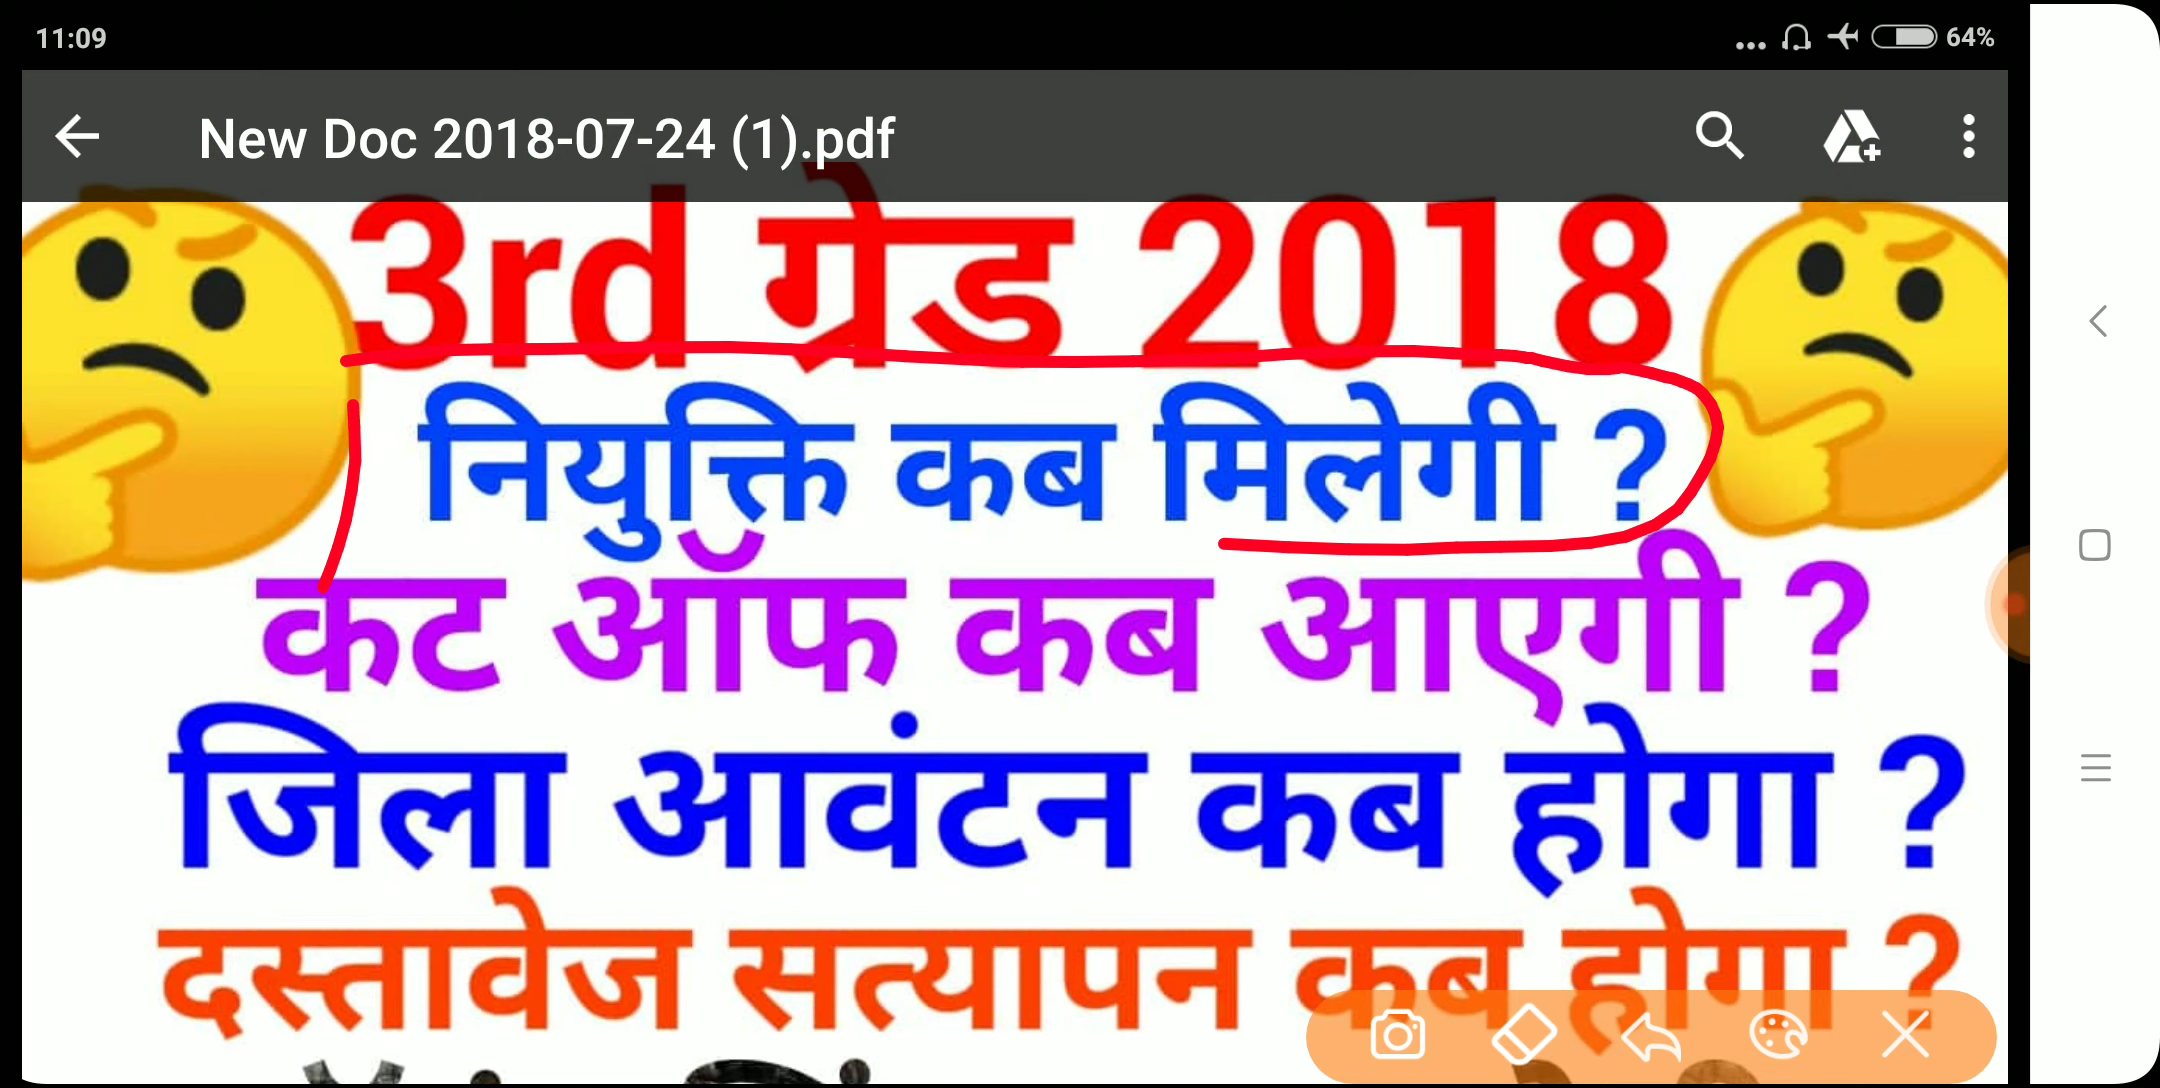 11:09
64%
New Doc 2018-07-24 (1).pdf
3rd ग्रेड 2018
नियुक्ति कब मिलेगी ?
कट ऑफ कब आएगी ?
जिला आवंटन कब होगा ?
दस्तावेज सत्यापन कब होगा ?